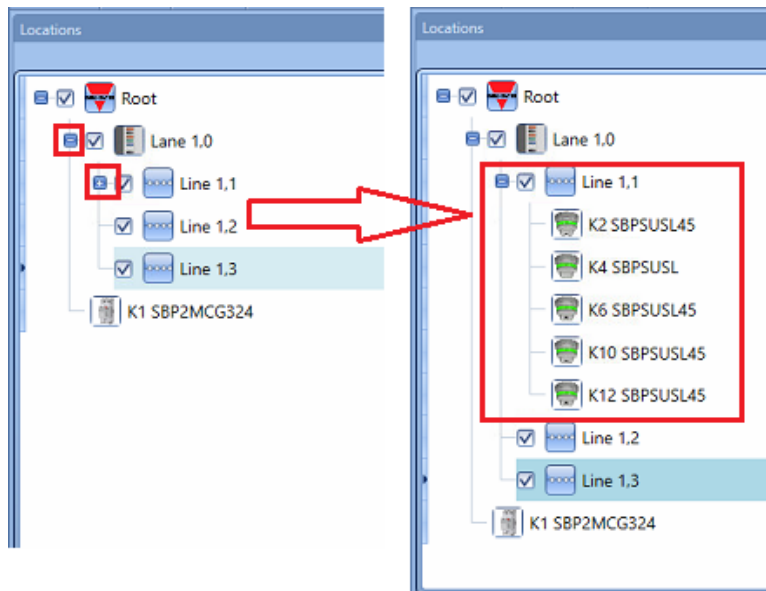 Locations
Root
Lane 1,0
Line 1,1
Line 1,2
Line 1,3
K1 SBP2MCG324
Locations
Root
Lane 1,0
Line 1,1
K2 SBPSUSL45
K4 SBPSUSL
K6 SBPSUSL45
K10 SBPSUSL45
K12 SBPSUSL45
Line 1,2
Line 1,3
K1 SBP2MCG324